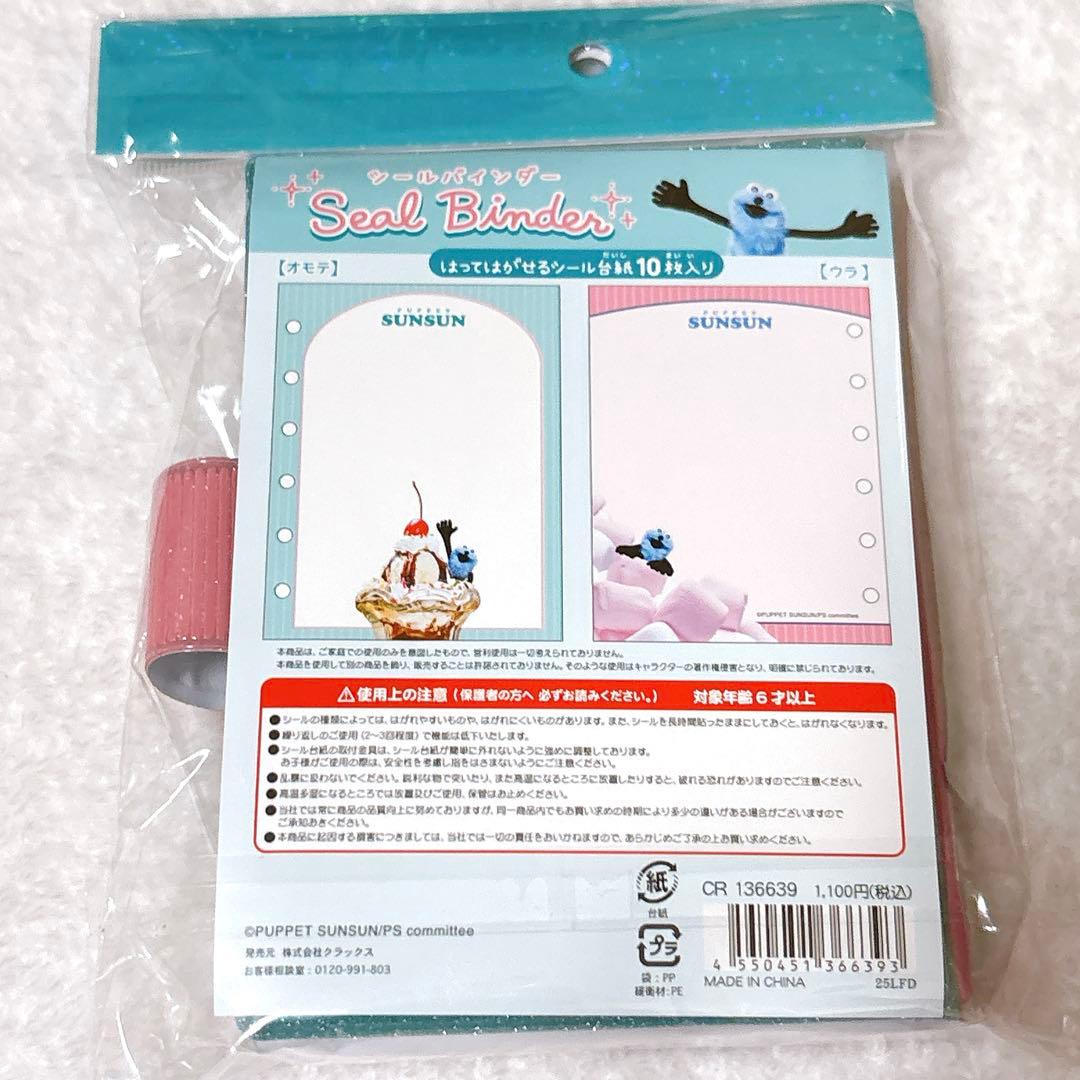 シールバインダー
Seal Binder
はってはがせるシール台紙10枚入り
だいし
まいい
【オモテ】
【ウラ】
PUPPET
SUNSUN
PUPPET
SUNSUN
©PUPPET SUNSUN/PS committee
本商品は、ご家庭での使用のみを意図したもので、営利使用は一切考えられておりません。
本商品を使用して別の商品を飾り、販売することは許諾されておりません。そのような使用はキャラクターの著作権侵害となり、明確に禁じられております。
⚠使用上の注意(保護者の方へ 必ずお読みください。) 対象年齢6才以上
●シールの種類によっては、はがれやすいものや、はがれにくいものがあります。また、シールを長時間貼ったままにしておくと、はがれなくなります。
●繰り返しのご使用(2~3回程度)で機能は低下いたします。
●シール台紙の取付金具は、シール台紙が簡単に外れないように強めに調整しております。
お子様がご使用の際は、安全性を考慮し指をはさまないようにご注意ください。
●乱暴に扱わないでください。鋭利な物で突いたり、また高温になるところに放置したりすると、破れる恐れがありますのでご注意ください。
●高温多湿になるところでは放置及びご使用、保管はお止めください。
●当社では常に商品の品質向上に努めておりますが、同一商品内でもお買い求めの時期により多少の違いがある場合がございますので
ご承知おきください。
●本商品に起因する損害につきましては、当社では一切の責任をおいかねますので、あらかじめご了承の上お買い求めください。
紙
台紙
プラ
袋:PP
緩衝材:PE
CR 136639 1,100円(税込)
4 550451 366393
MADE IN CHINA 25LFD
©PUPPET SUNSUN/PS committee
発売元 株式会社クラックス
お客様相談室:0120-991-803